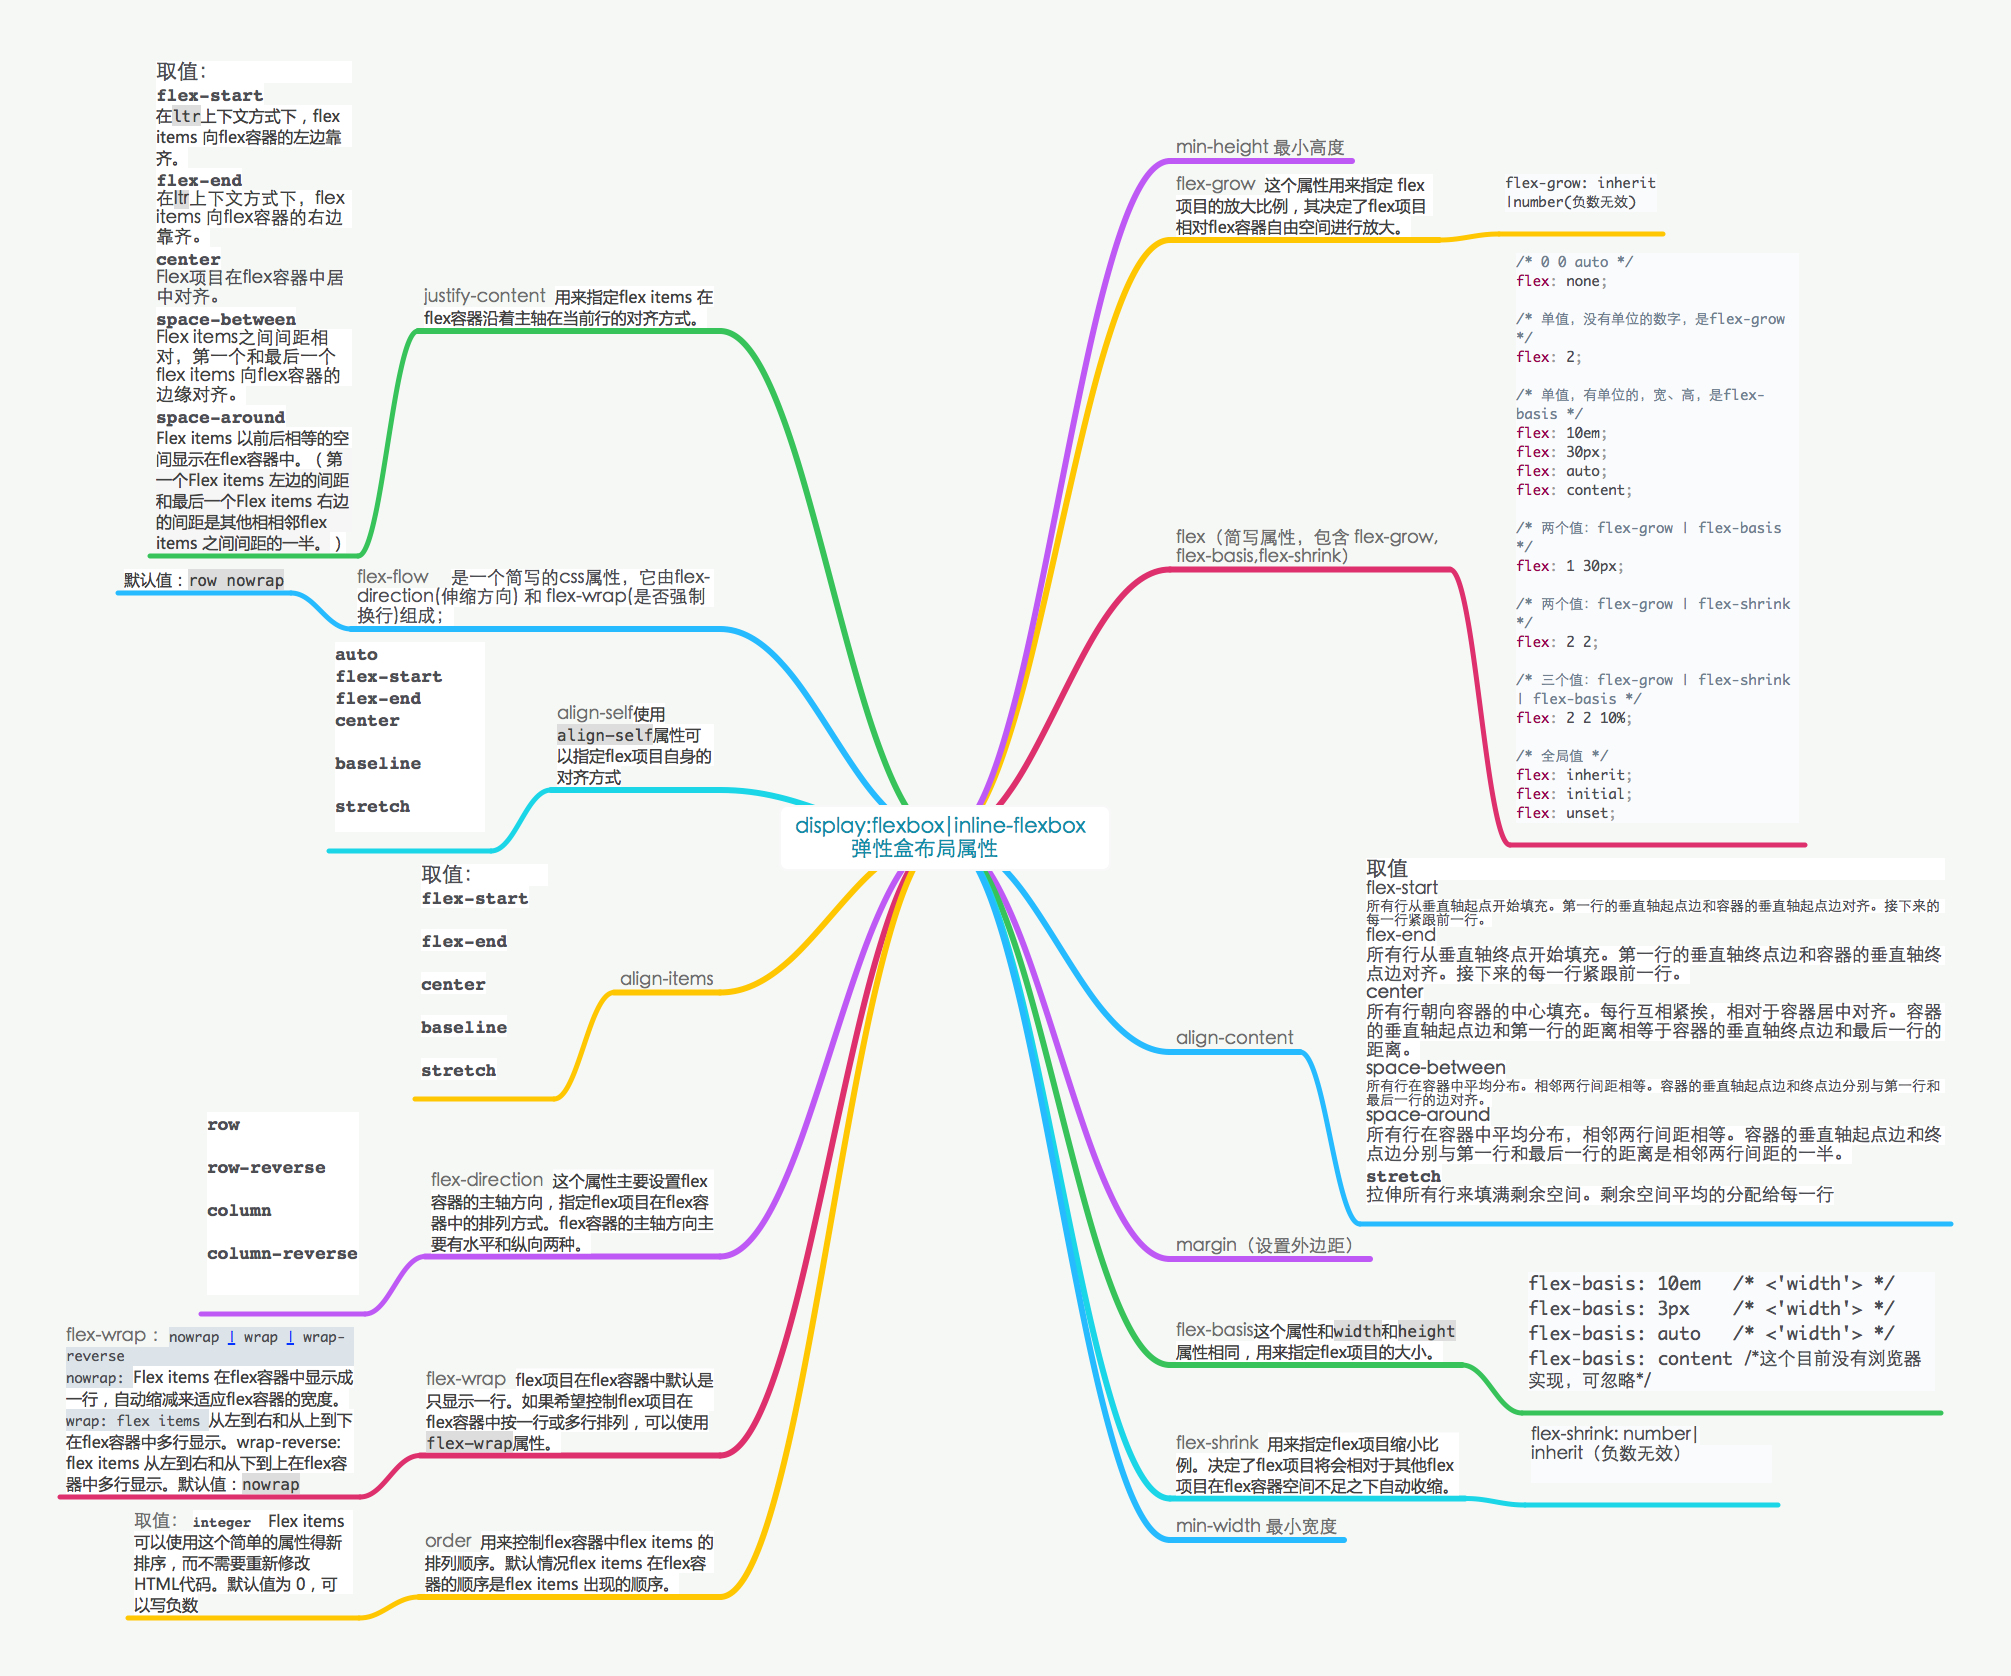 display:flexbox|inline-flexbox
弹性盒布局属性
取值：
flex-start
在ltr上下文方式下，flex
items 向flex容器的左边靠
齐。
flex-end
在ltr上下文方式下，flex
items 向flex容器的右边
靠齐。
center
Flex项目在flex容器中居
中对齐。
space-between
Flex items之间间距相
对，第一个和最后一个
flex items 向flex容器的
边缘对齐。
space-around
Flex items 以前后相等的空
间显示在flex容器中。（第
一个Flex items 左边的间距
和最后一个Flex items 右边
的间距是其他相相邻flex
items 之间间距的一半。）
justify-content 用来指定flex items 在
flex容器沿着主轴在当前行的对齐方式。
默认值：row nowrap
flex-flow 是一个简写的css属性，它由flex-
direction(伸缩方向) 和 flex-wrap(是否强制
换行)组成；
auto
flex-start
flex-end
center
baseline
stretch
align-self使用
align-self属性可
以指定flex项目自身的
对齐方式
取值：
flex-start
flex-end
center
baseline
stretch
align-items
row
row-reverse
column
column-reverse
flex-direction 这个属性主要设置flex
容器的主轴方向，指定flex项目在flex容
器中的排列方式。flex容器的主轴方向主
要有水平和纵向两种。
flex-wrap：nowrap | wrap | wrap-
reverse
nowrap: Flex items 在flex容器中显示成
一行，自动缩减来适应flex容器的宽度。
wrap: flex items 从左到右和从上到下
在flex容器中多行显示。wrap-reverse:
flex items 从左到右和从下到上在flex容
器中多行显示。默认值：nowrap
flex-wrap flex项目在flex容器中默认是
只显示一行。如果希望控制flex项目在
flex容器中按一行或多行排列，可以使用
flex-wrap属性。
取值： integer Flex items
可以使用这个简单的属性得新
排序，而不需要重新修改
HTML代码。默认值为 0，可
以写负数
order 用来控制flex容器中flex items 的
排列顺序。默认情况flex items 在flex容
器的顺序是flex items 出现的顺序。
min-height 最小高度
flex-grow 这个属性用来指定 flex
项目的放大比例，其决定了flex项目
相对flex容器自由空间进行放大。
flex-grow: inherit
|number(负数无效)
flex（简写属性，包含 flex-grow,
flex-basis,flex-shrink）
/* 0 0 auto */
flex: none;
/* 单值，没有单位的数字，是flex-grow
*/
flex: 2;
/* 单值，有单位的，宽、高，是flex-
basis */
flex: 10em;
flex: 30px;
flex: auto;
flex: content;
/* 两个值：flex-grow | flex-basis
*/
flex: 1 30px;
/* 两个值：flex-grow | flex-shrink
*/
flex: 2 2;
/* 三个值：flex-grow | flex-shrink
| flex-basis */
flex: 2 2 10%;
/* 全局值 */
flex: inherit;
flex: initial;
flex: unset;
align-content
取值
flex-start
所有行从垂直轴起点开始填充。第一行的垂直轴起点边和容器的垂直轴起点边对齐。接下来的
每一行紧跟前一行。
flex-end
所有行从垂直轴终点开始填充。第一行的垂直轴终点边和容器的垂直轴终
点边对齐。接下来的每一行紧跟前一行。
center
所有行朝向容器的中心填充。每行互相紧挨，相对于容器居中对齐。容器
的垂直轴起点边和第一行的距离相等于容器的垂直轴终点边和最后一行的
距离。
space-between
所有行在容器中平均分布。相邻两行间距相等。容器的垂直轴起点边和终点边分别与第一行和
最后一行的边对齐。
space-around
所有行在容器中平均分布，相邻两行间距相等。容器的垂直轴起点边和终
点边分别与第一行和最后一行的距离是相邻两行间距的一半。
stretch
拉伸所有行来填满剩余空间。剩余空间平均的分配给每一行
margin（设置外边距）
flex-basis这个属性和width和height
属性相同，用来指定flex项目的大小。
flex-basis: 10em /* <'width'> */
flex-basis: 3px /* <'width'> */
flex-basis: auto /* <'width'> */
flex-basis: content /*这个目前没有浏览器
实现，可忽略*/
flex-shrink 用来指定flex项目缩小比
例。决定了flex项目将会相对于其他flex
项目在flex容器空间不足之下自动收缩。
flex-shrink: number|
inherit（负数无效）
min-width 最小宽度